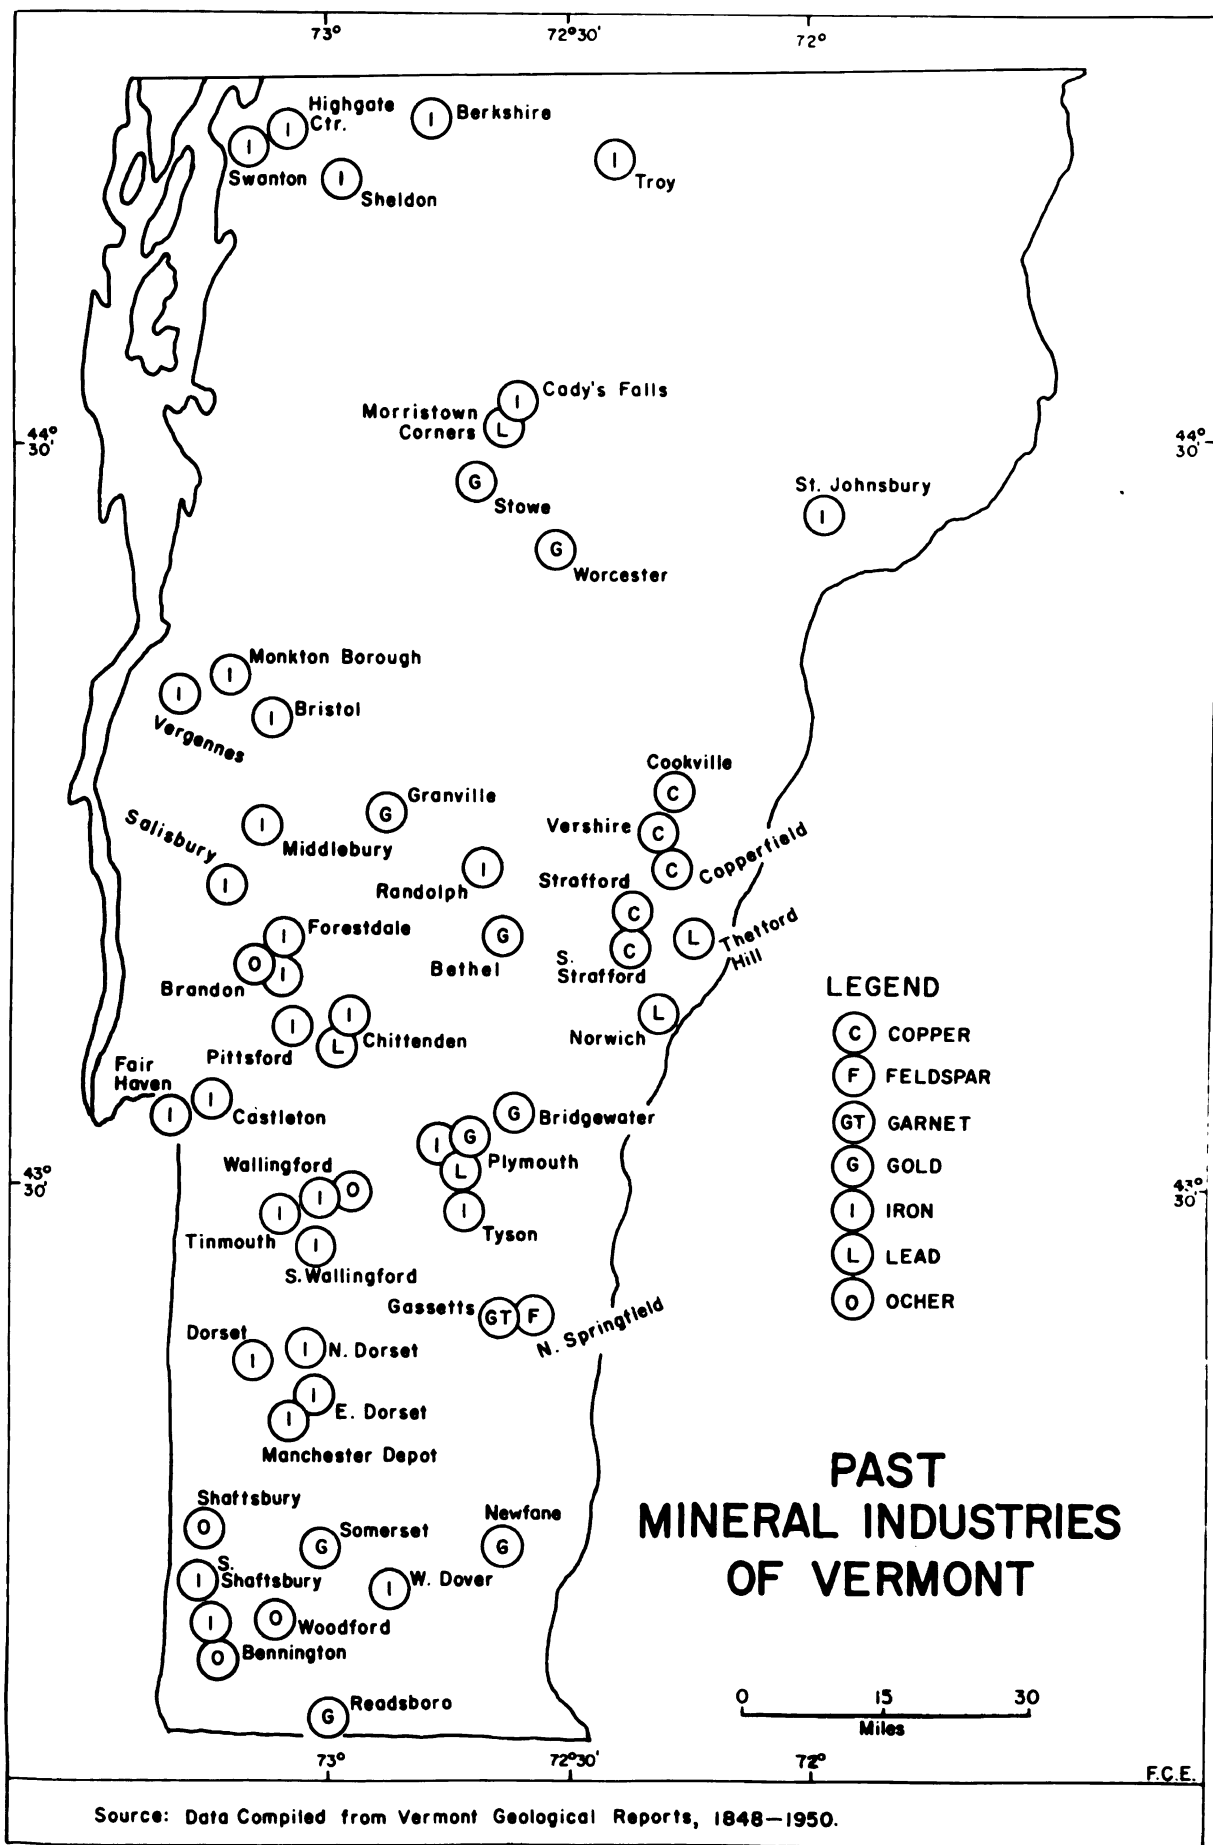 73° 72°30' 72°
Highgate
Ctr.
I
I
Swanton
I
Sheldon
I
Berkshire
I
Troy
I
Cady's Falls
Morristown
Corners
L
44°
30'
44°
30'
G
Stowe
St. Johnsbury
I
G
Worcester
I
Monkton Borough
I
Vergennes
I
Bristol
Cookville
C
G
Granville
Vershire
C
C
Copperfield
Salisbury
I
I
Middlebury
Randolph
I
Strafford
C
I
Forestdale
O
I
Brandon
G
Bethel
S.
Strafford
C
L
Thetford
Hill
I
Pittsford
I
L
Chittenden
Norwich
L
Fair
Haven
I
I
Castleton
G
Bridgewater
I
G
L
Plymouth
Wallingford
I
O
43°
30'
43°
30'
I
Tinmouth
I
S. Wallingford
I
Tyson
Gassetts
GT
F
N. Springfield
Dorset
I
I
N. Dorset
I
E. Dorset
I
Manchester Depot
Shaftsbury
O
G
Somerset
Newfane
G
I
S.
Shaftsbury
I
W. Dover
I
O
Woodford
O
Bennington
G
Readsboro
LEGEND
C COPPER
F FELDSPAR
GT GARNET
G GOLD
I IRON
L LEAD
O OCHER
PAST
MINERAL INDUSTRIES
OF VERMONT
0 15 30
Miles
73° 72°30' 72°
F.C.E.
Source: Data Compiled from Vermont Geological Reports, 1848–1950.